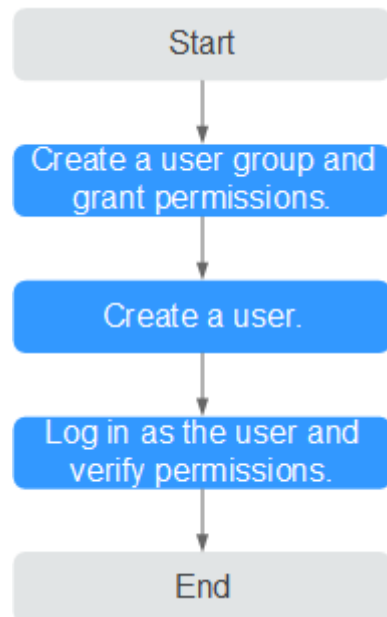 Start
Create a user group and
grant permissions.
Create a user.
Log in as the user and
verify permissions.
End